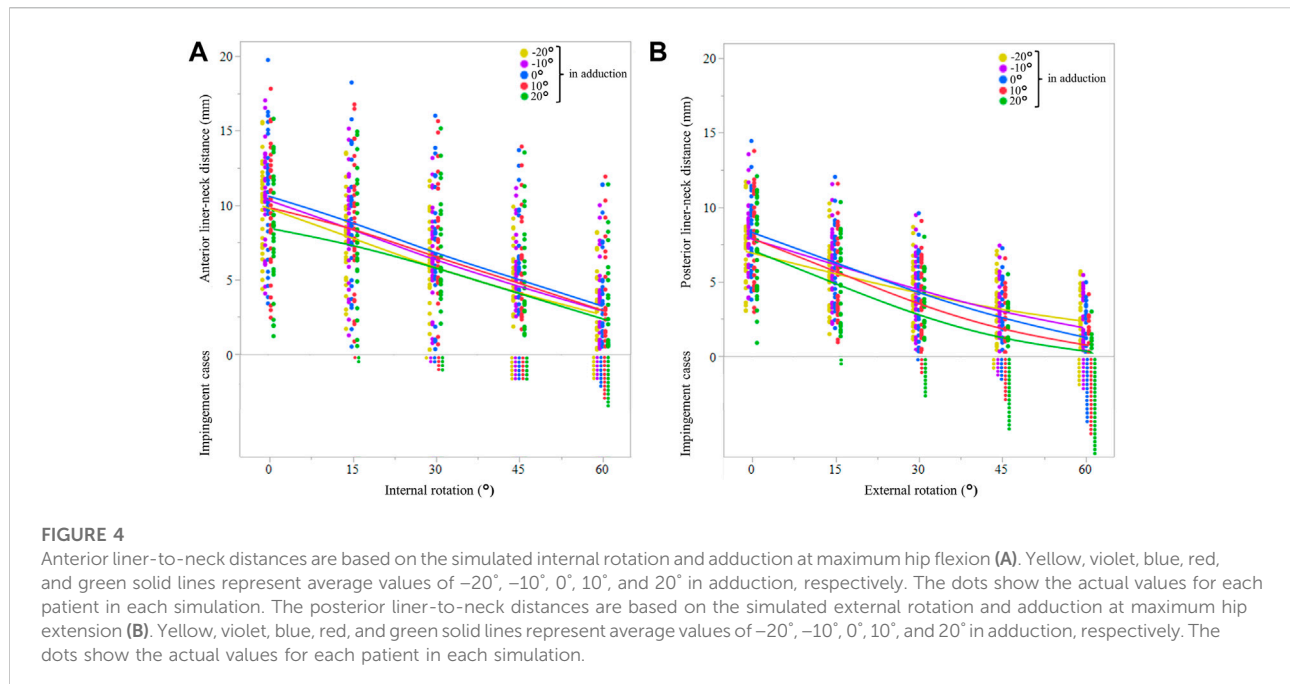 A
-20°
-10°
0°
10°
20°
in adduction
20
15
10
5
0
Anterior liner-neck distance (mm)
Impingement cases
0 15 30 45 60
Internal rotation (°)
B
-20°
-10°
0°
10°
20°
in adduction
20
15
10
5
0
Posterior liner-neck distance (mm)
Impingement cases
0 15 30 45 60
External rotation (°)
FIGURE 4
Anterior liner-to-neck distances are based on the simulated internal rotation and adduction at maximum hip flexion (A). Yellow, violet, blue, red,
and green solid lines represent average values of −20°, −10°, 0°, 10°, and 20° in adduction, respectively. The dots show the actual values for each
patient in each simulation. The posterior liner-to-neck distances are based on the simulated external rotation and adduction at maximum hip
extension (B). Yellow, violet, blue, red, and green solid lines represent average values of −20°, −10°, 0°, 10°, and 20° in adduction, respectively. The
dots show the actual values for each patient in each simulation.